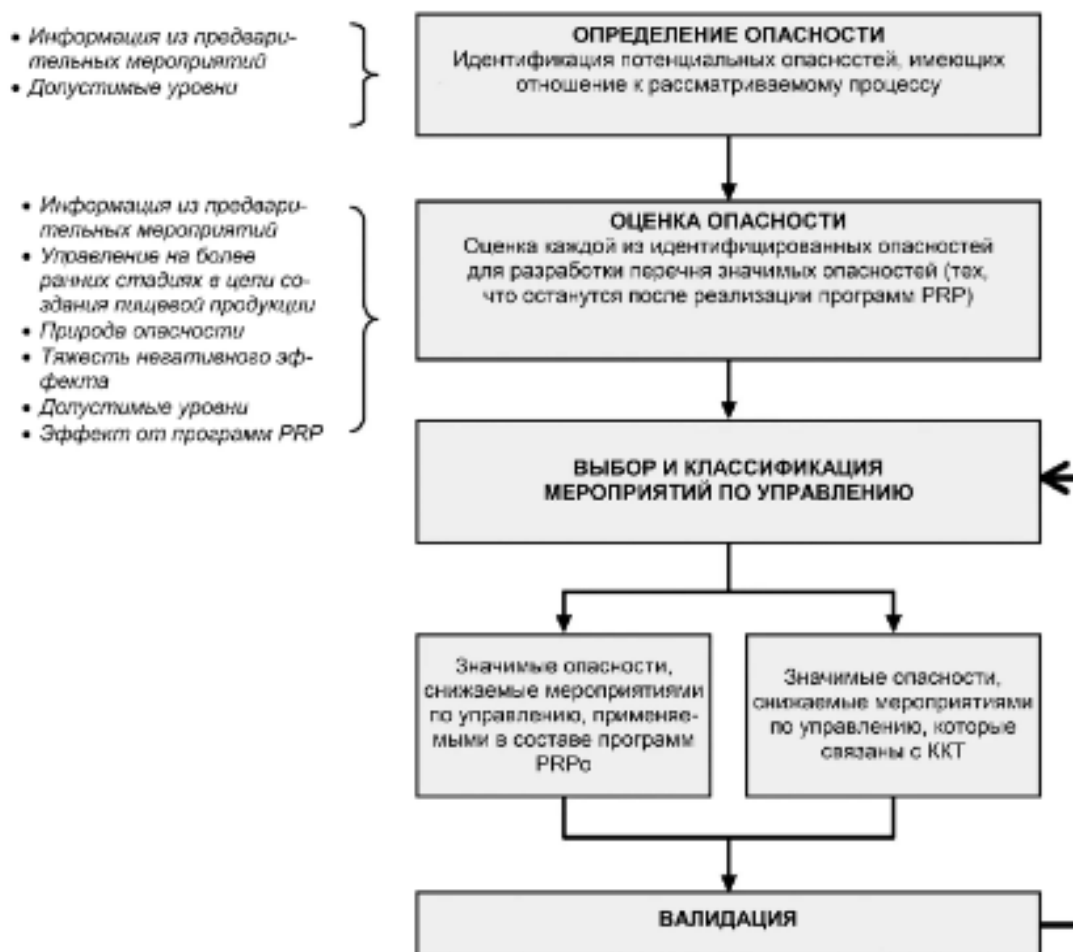 • Информация из предвари-
тельных мероприятий
• Допустимые уровни
ОПРЕДЕЛЕНИЕ ОПАСНОСТИ
Идентификация потенциальных опасностей, имеющих
отношение к рассматриваемому процессу
• Информация из предвари-
тельных мероприятий
• Управление на более
ранних стадиях в цепи со-
здания пищевой продукции
• Природа опасности
• Тяжесть негативного эф-
фекта
• Допустимые уровни
• Эффект от программ PRP
ОЦЕНКА ОПАСНОСТИ
Оценка каждой из идентифицированных опасностей
для разработки перечня значимых опасностей (тех,
что останутся после реализации программ PRP)
ВЫБОР И КЛАССИФИКАЦИЯ
МЕРОПРИЯТИЙ ПО УПРАВЛЕНИЮ
Значимые опасности,
снижаемые мероприятиями
по управлению, применяе-
мыми в составе программ
PRPo
Значимые опасности,
снижаемые мероприятиями
по управлению, которые
связаны с ККТ
ВАЛИДАЦИЯ